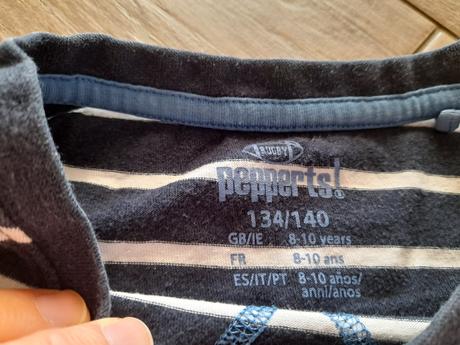 RUGBY
pepperts!®
134/140
GB/IE 8-10 years
FR 8-10 ans
ES/IT/PT 8-10 años/
anni/anos